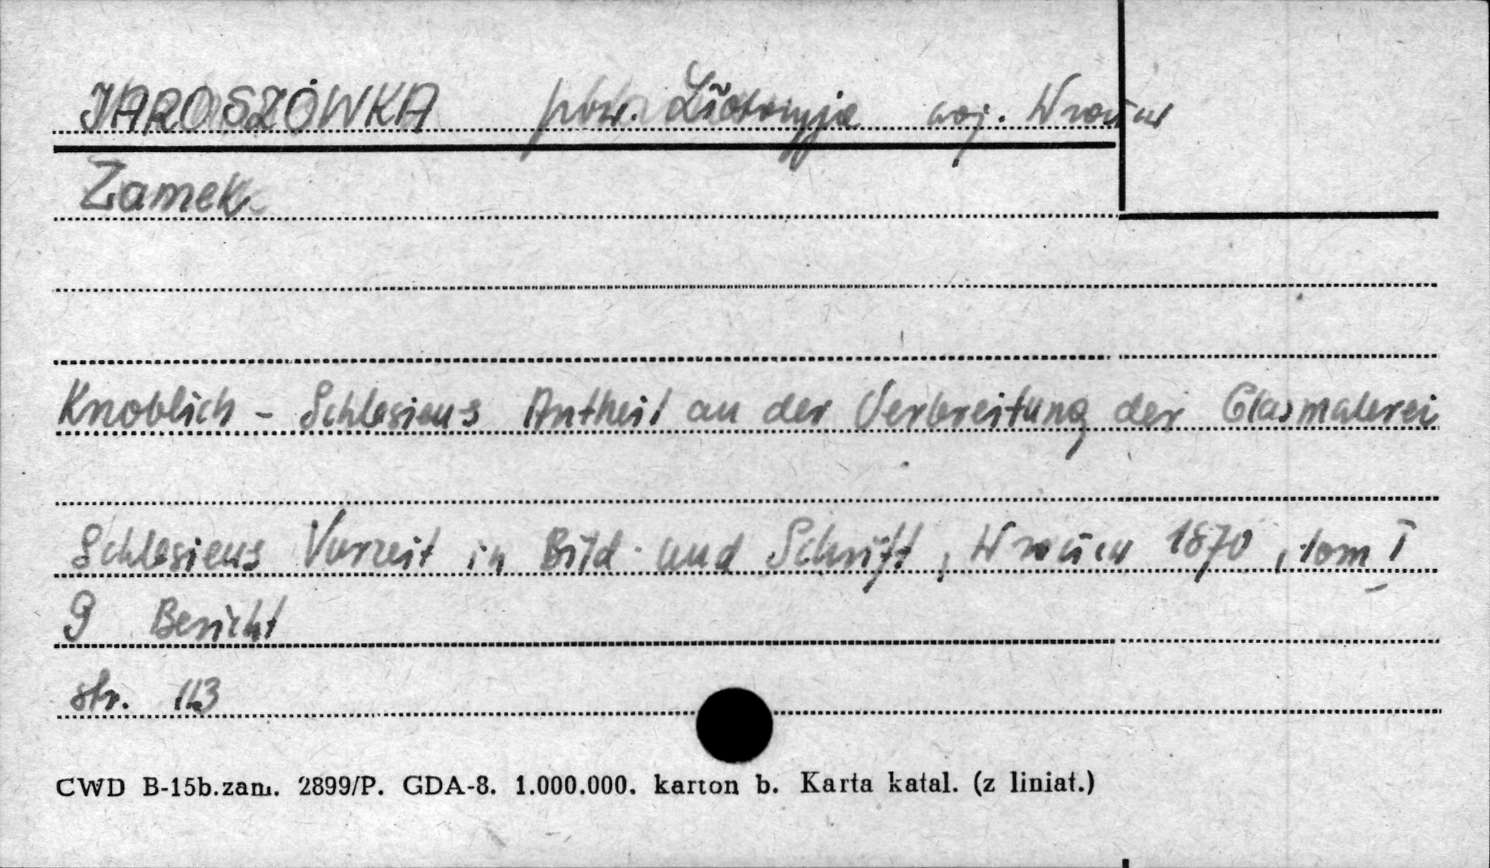 JAROSZÓWKA pow. Złotoryja woj. Wrocław
Zamek
Knoblich - Schlesiens Antheil an der Verbreitung der Glasmalerei
Schlesiens Vorzeit in Bild und Schrift, Wrocław 1870, tom I
9 Bericht
str. 113
CWD B-15b.zam. 2899/P. GDA-8. 1.000.000. karton b. Karta katal. (z liniat.)